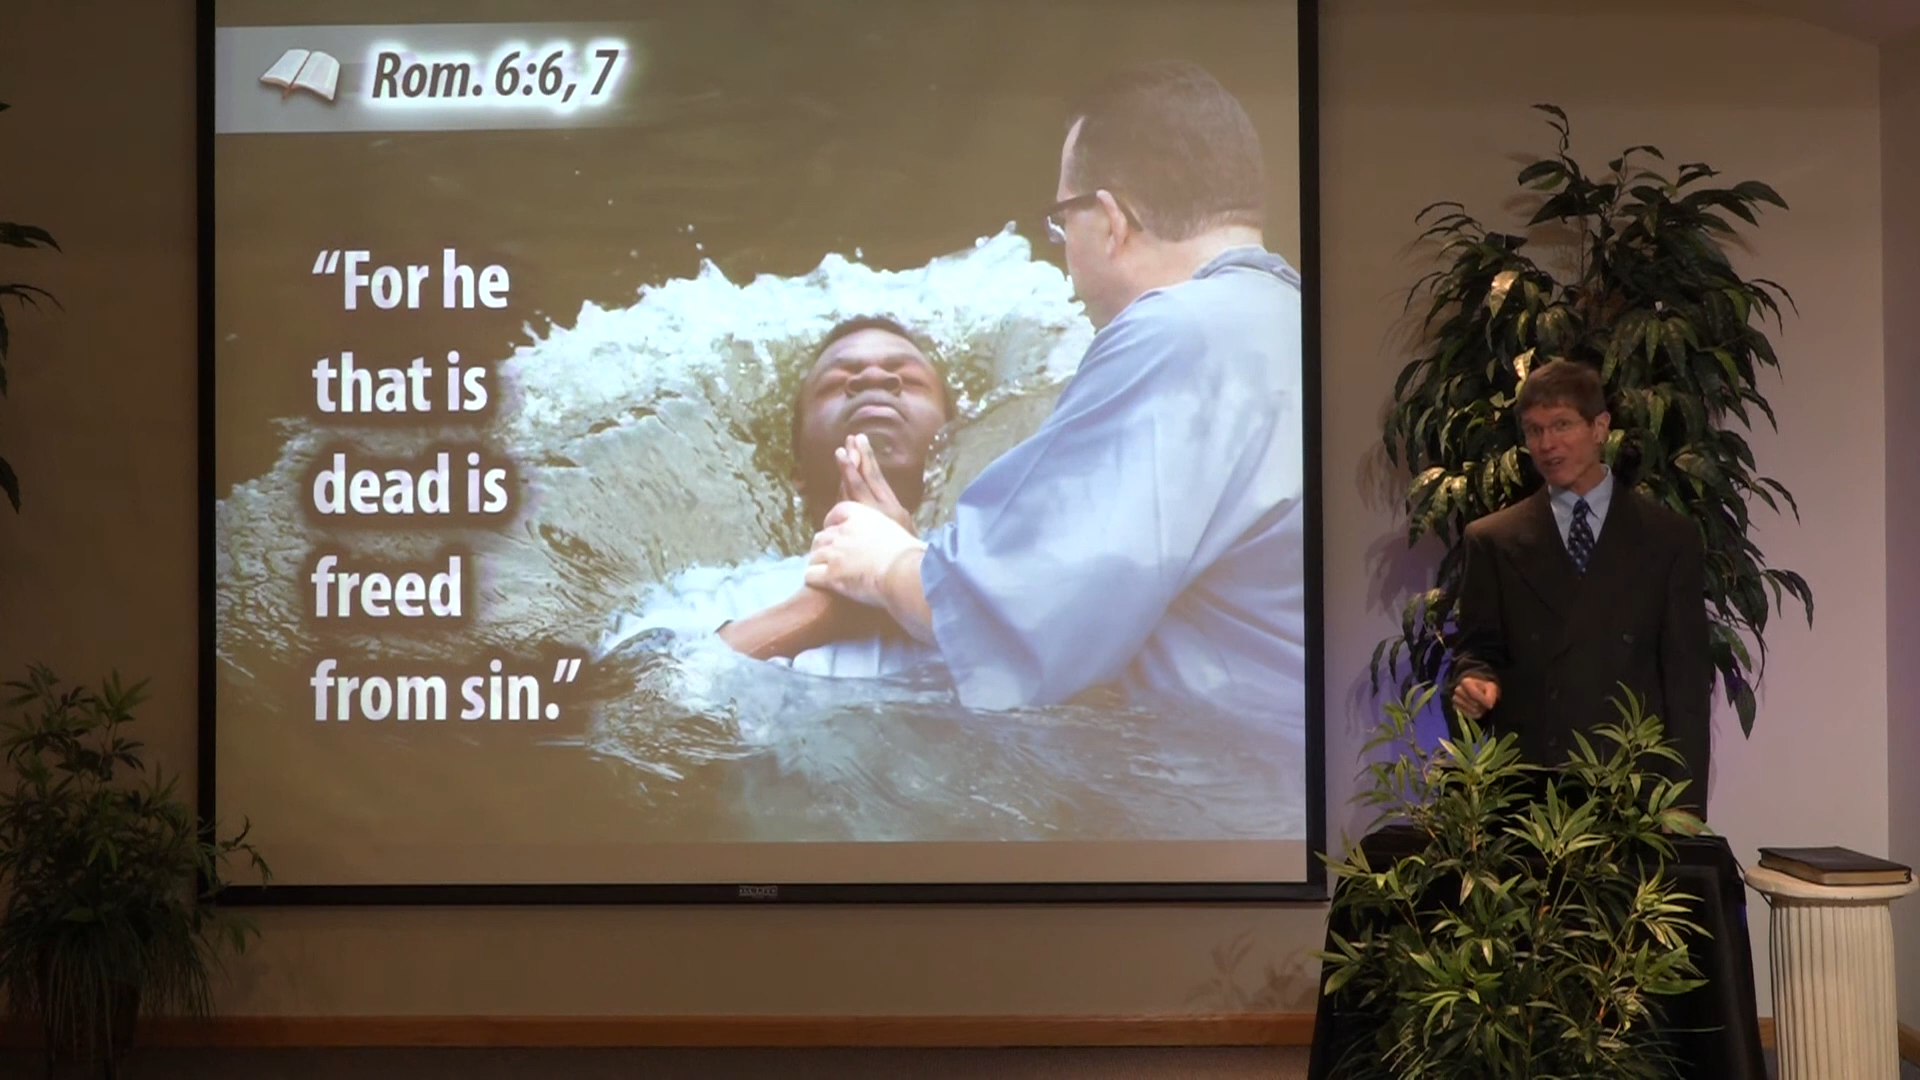 Rom. 6:6, 7
“For he
that is
dead is
freed
from sin.”